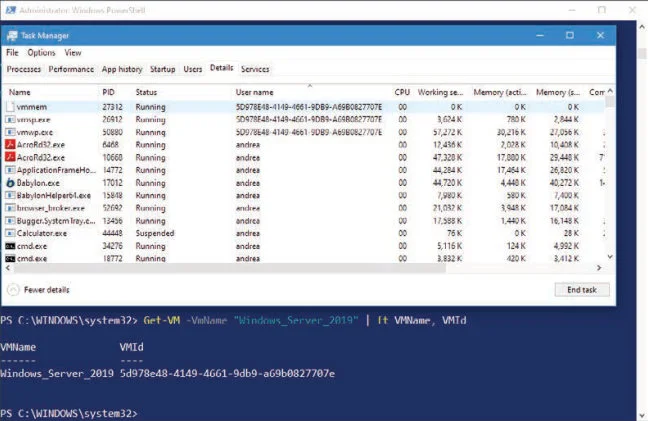 Administrator: Windows PowerShell
Task Manager
File Options View
Processes Performance App history Startup Users Details Services
Name PID Status User name CPU Working se... Memory (acti... Memory (s... Com
vmmem 27312 Running 5D978E48-4149-4661-9DB9-A69B0827707E 00 0 K 0 K 0 K
vmsp.exe 26912 Running 5D978E48-4149-4661-9DB9-A69B0827707E 00 3,624 K 780 K 2,844 K
vmwp.exe 50880 Running 5D978E48-4149-4661-9DB9-A69B0827707E 00 57,272 K 30,216 K 27,056 K
AcroRd32.exe 6468 Running andrea 00 12,436 K 2,028 K 10,408 K
AcroRd32.exe 10668 Running andrea 00 47,328 K 17,880 K 29,448 K
ApplicationFrameHo... 14772 Running andrea 00 44,284 K 17,464 K 26,820 K
Babylon.exe 17012 Running andrea 00 44,720 K 4,448 K 40,272 K
BabylonHelper64.exe 15848 Running andrea 00 7,980 K 580 K 7,400 K
browser_broker.exe 52692 Running andrea 00 21,032 K 3,948 K 17,084 K
Bugger.SystemTray.e... 13456 Running andrea 00 17,588 K 1,440 K 16,148 K
Calculator.exe 44448 Suspended andrea 00 76 K 0 K 28 K
cmd.exe 34276 Running andrea 00 5,116 K 124 K 4,992 K
cmd.exe 18772 Running andrea 00 3,832 K 420 K 3,412 K
Fewer details End task
PS C:\WINDOWS\system32> Get-VM -VmName "Windows_Server_2019" | ft VMName, VMId
VMName VMId
------ ----
Windows_Server_2019 5d978e48-4149-4661-9db9-a69b0827707e
PS C:\WINDOWS\system32>